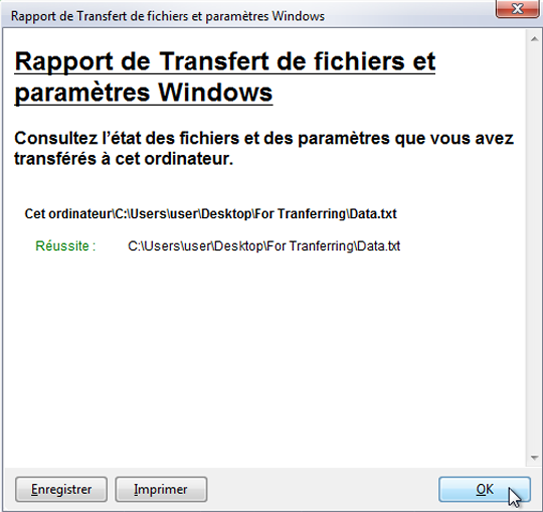 Rapport de Transfert de fichiers et paramètres Windows
Rapport de Transfert de fichiers et
paramètres Windows
Consultez l'état des fichiers et des paramètres que vous avez
transférés à cet ordinateur.
Cet ordinateur\C:\Users\user\Desktop\For Tranferring\Data.txt
Réussite : C:\Users\user\Desktop\For Tranferring\Data.txt
Enregistrer Imprimer OK